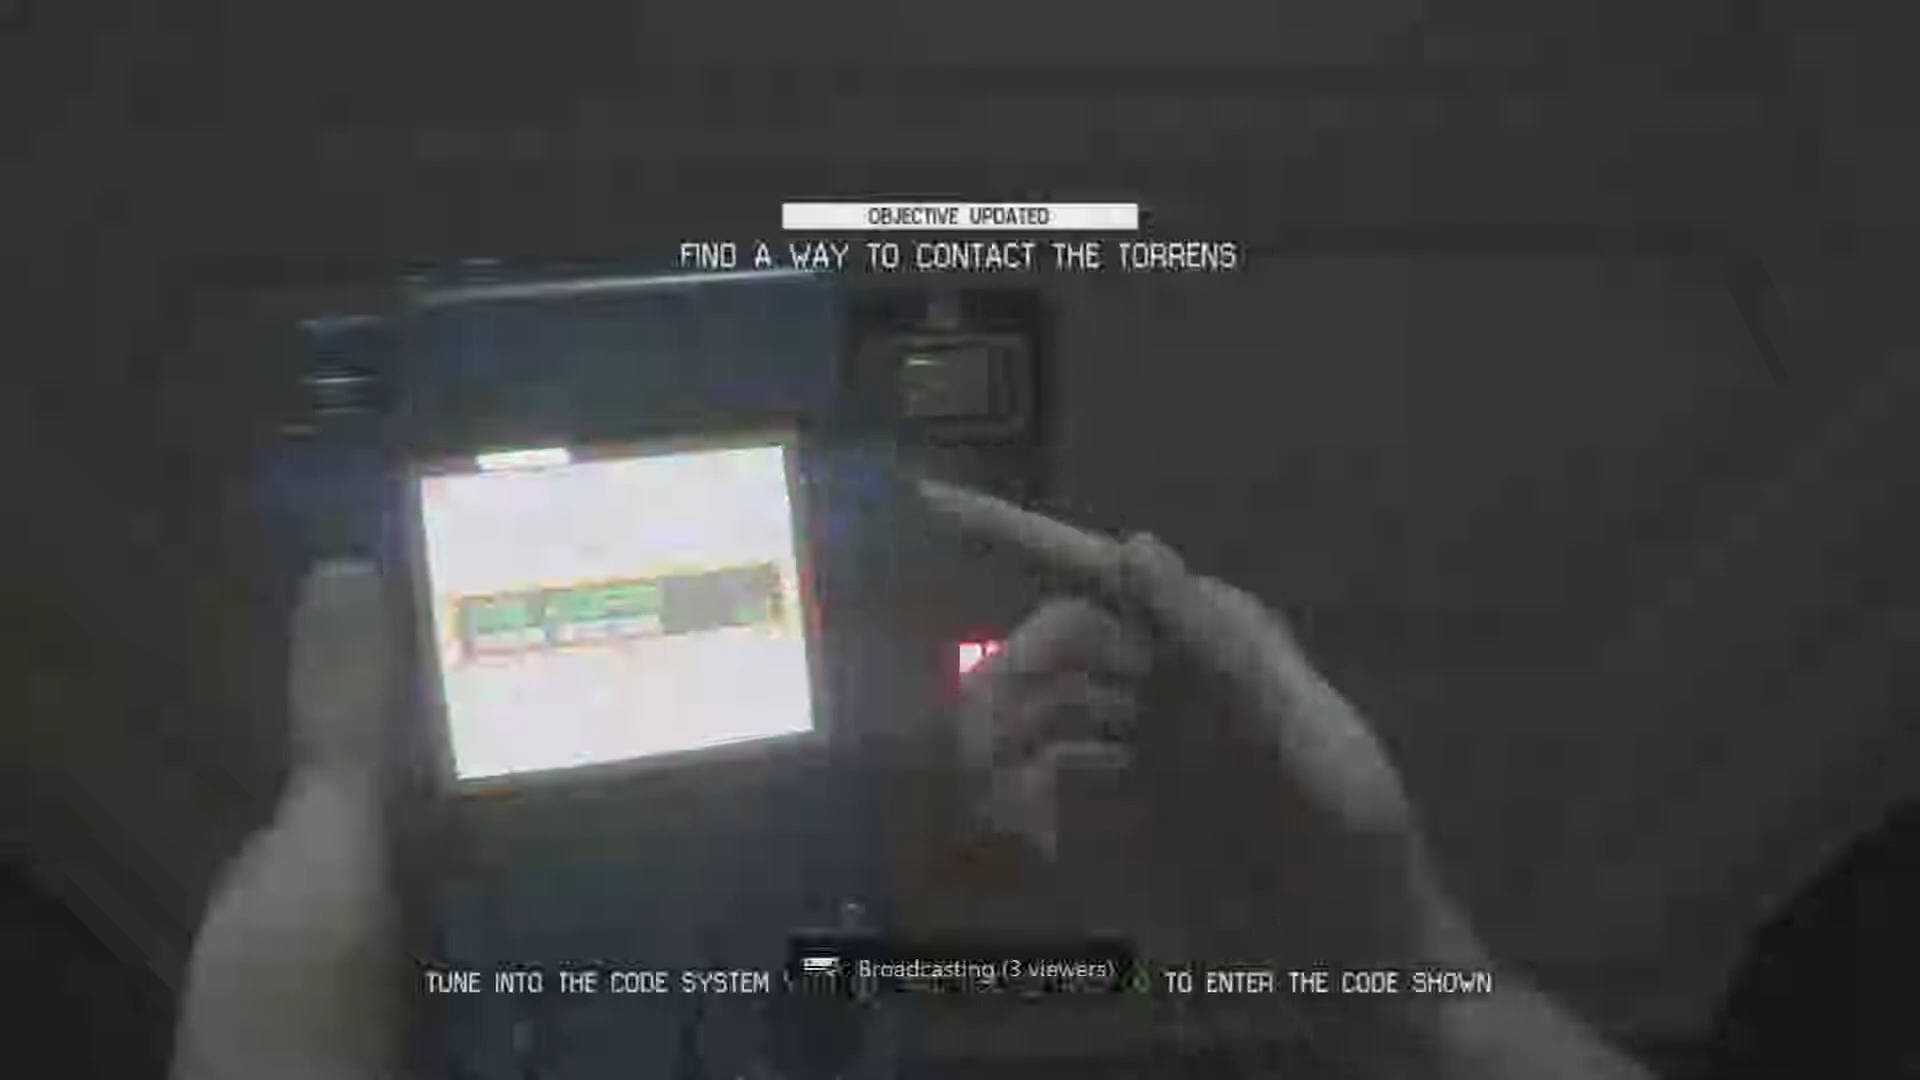 OBJECTIVE UPDATED
FIND A WAY TO CONTACT THE TORRENS
TUNE INTO THE CODE SYSTEM
Broadcasting (3 viewers)
TO ENTER THE CODE SHOWN